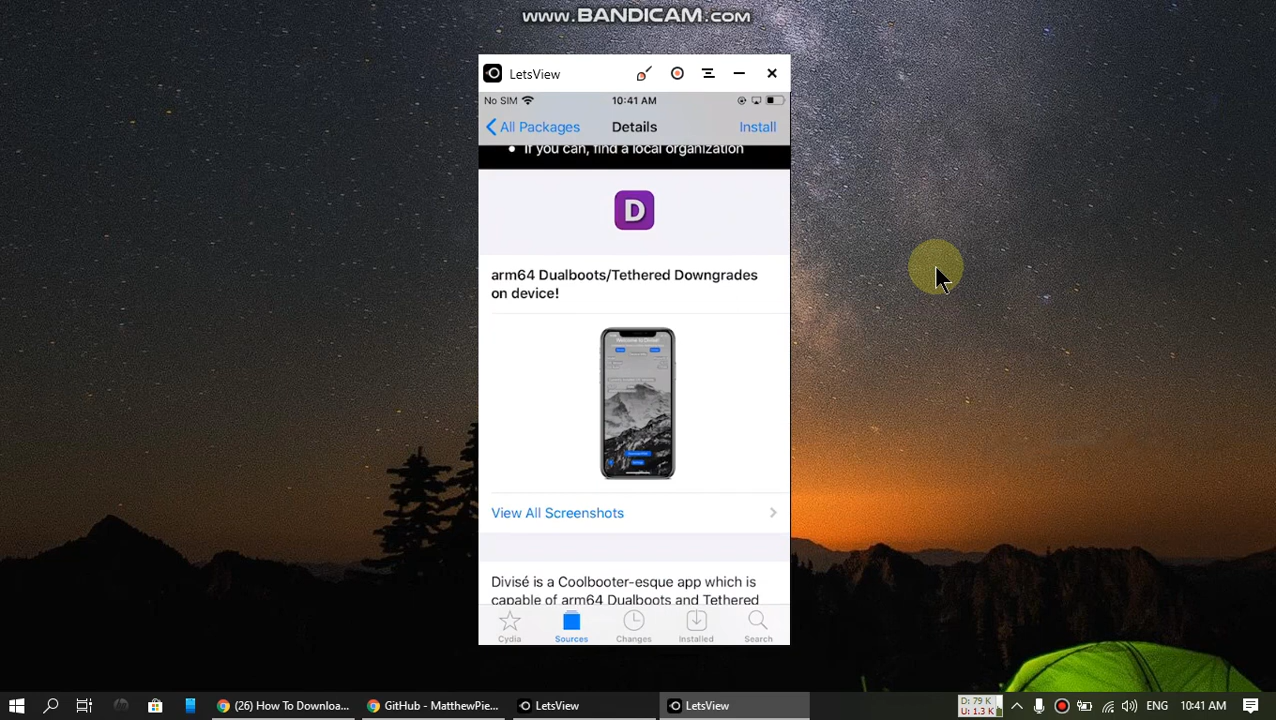 www.BANDICAM.com
LetsView
No SIM
10:41 AM
All Packages
Details
Install
• If you can, find a local organization
D
arm64 Dualboots/Tethered Downgrades
on device!
View All Screenshots
Divisé is a Coolbooter-esque app which is
capable of arm64 Dualboots and Tethered
Cydia
Sources
Changes
Installed
Search
(26) How to Downloa...
GitHub - MatthewPie...
LetsView
LetsView
D: 79 K
U: 1.3 K
ENG
10:41 AM